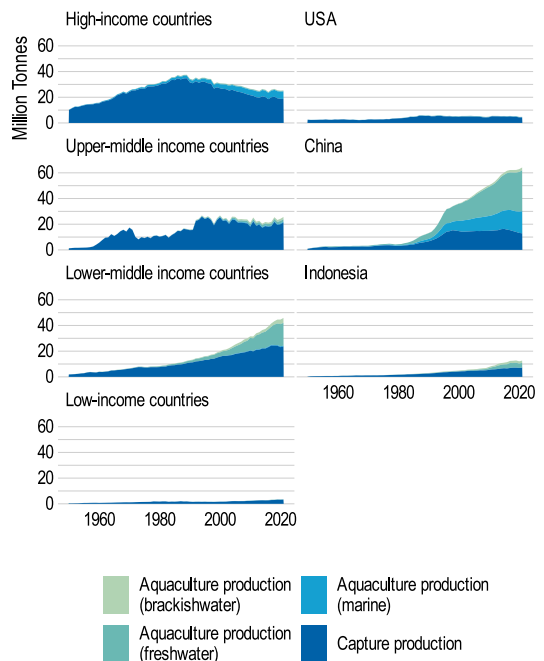 High-income countries
USA
Million Tonnes
60
40
20
0
Upper-middle income countries
China
60
40
20
0
Lower-middle income countries
Indonesia
60
40
20
0
1960
1980
2000
2020
Low-income countries
60
40
20
0
1960
1980
2000
2020
Aquaculture production
(brackishwater)
Aquaculture production
(marine)
Aquaculture production
(freshwater)
Capture production